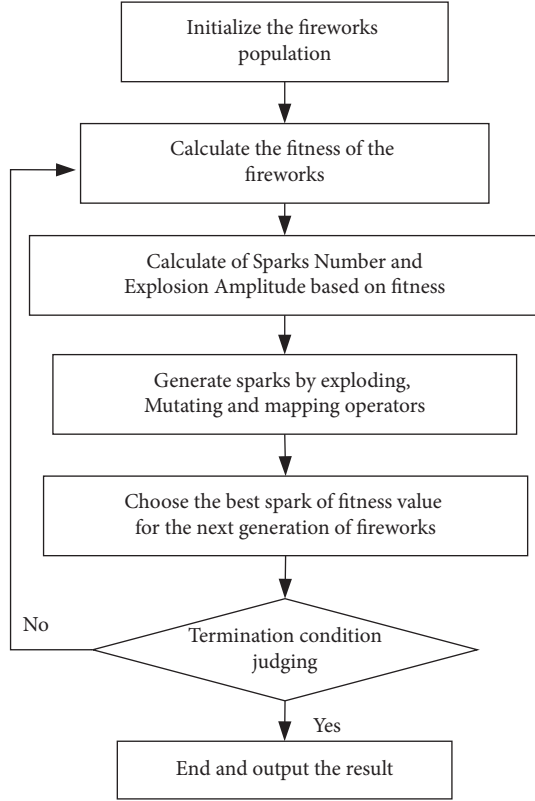 Initialize the fireworks
population
Calculate the fitness of the
fireworks
Calculate of Sparks Number and
Explosion Amplitude based on fitness
Generate sparks by exploding,
Mutating and mapping operators
Choose the best spark of fitness value
for the next generation of fireworks
No
Termination condition
judging
Yes
End and output the result